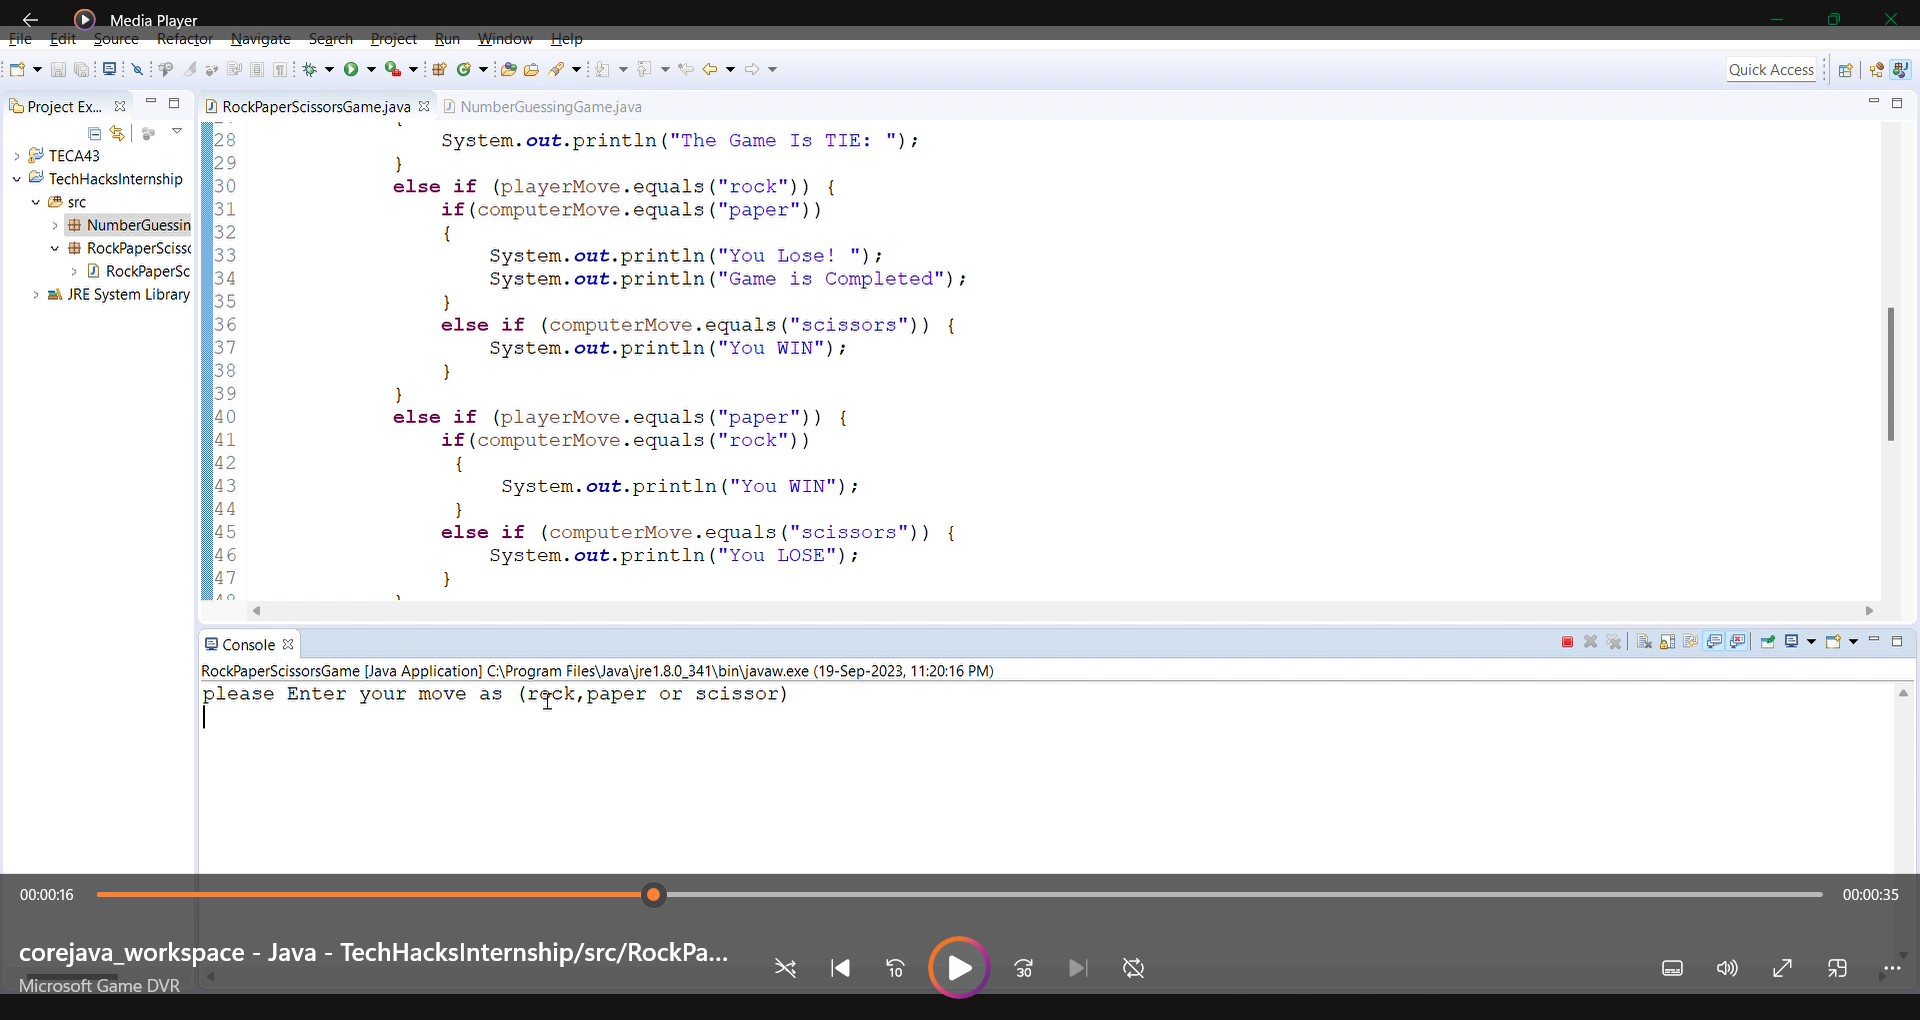 Media Player
File Edit Source Refactor Navigate Search Project Run Window Help
Quick Access
Project Ex...
RockPaperScissorsGame.java
NumberGuessingGame.java
TECA43
TechHacksInternship
src
NumberGuessin
RockPaperScissc
RockPaperSc
JRE System Library
28 System.out.println("The Game Is TIE: ");
29 }
30 else if (playerMove.equals("rock")) {
31 if(computerMove.equals("paper"))
32 {
33 System.out.println("You Lose! ");
34 System.out.println("Game is Completed");
35 }
36 else if (computerMove.equals("scissors")) {
37 System.out.println("You WIN");
38 }
39 }
40 else if (playerMove.equals("paper")) {
41 if(computerMove.equals("rock"))
42 {
43 System.out.println("You WIN");
44 }
45 else if (computerMove.equals("scissors")) {
46 System.out.println("You LOSE");
47 }
Console
RockPaperScissorsGame [Java Application] C:\Program Files\Java\jre1.8.0_341\bin\javaw.exe (19-Sep-2023, 11:20:16 PM)
please Enter your move as (rock,paper or scissor)
00:00:16
00:00:35
corejava_workspace - Java - TechHacksInternship/src/RockPa...
Microsoft Game DVR
10
30